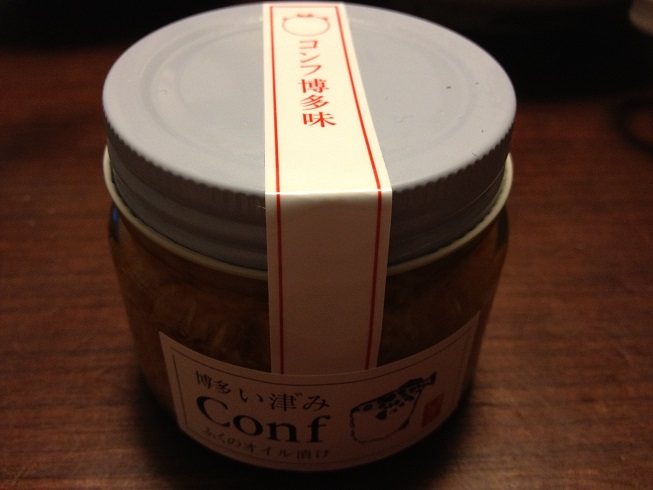 コンフ博多味
博多 い津゛み
Conf
ふくのオイル漬け